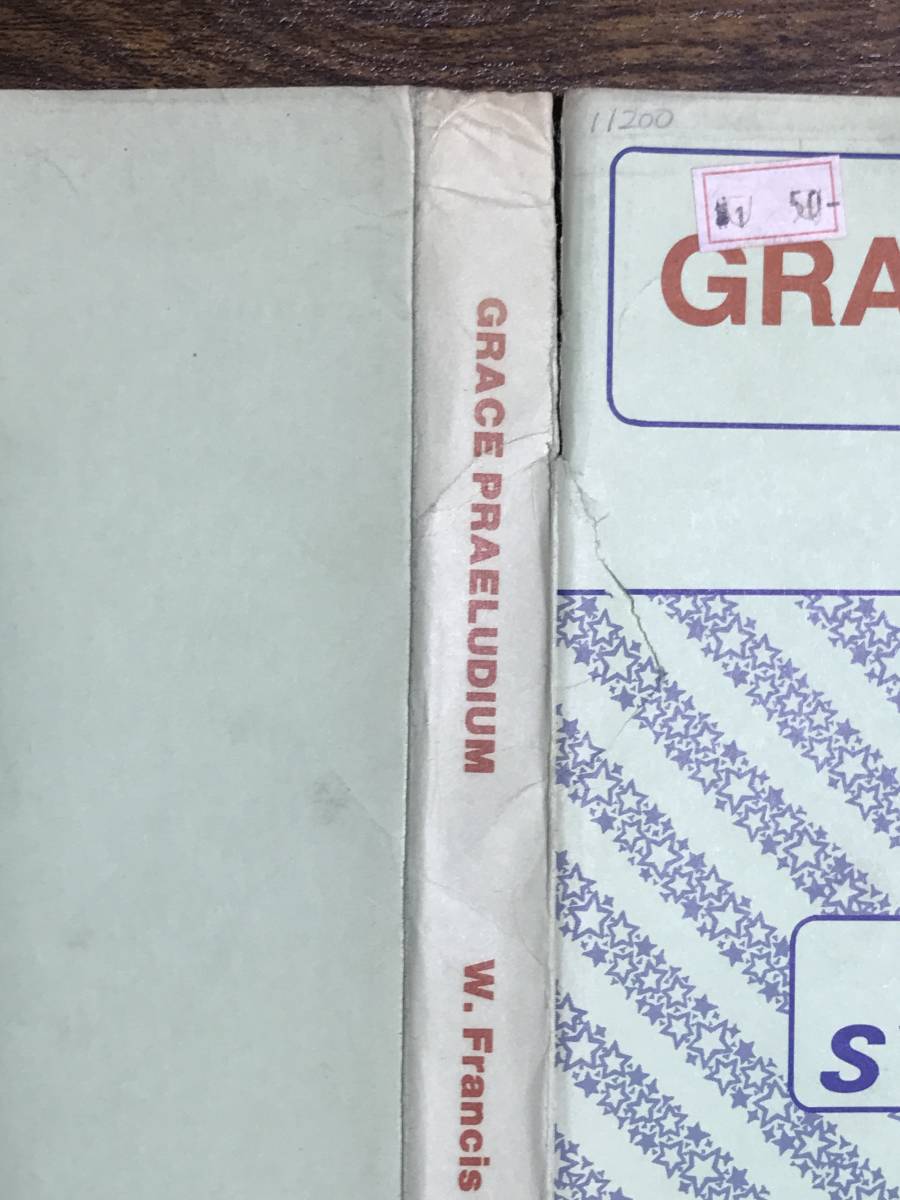 GRACE PRAELUDIUM
W. Francis
11200
50-
GRA
S